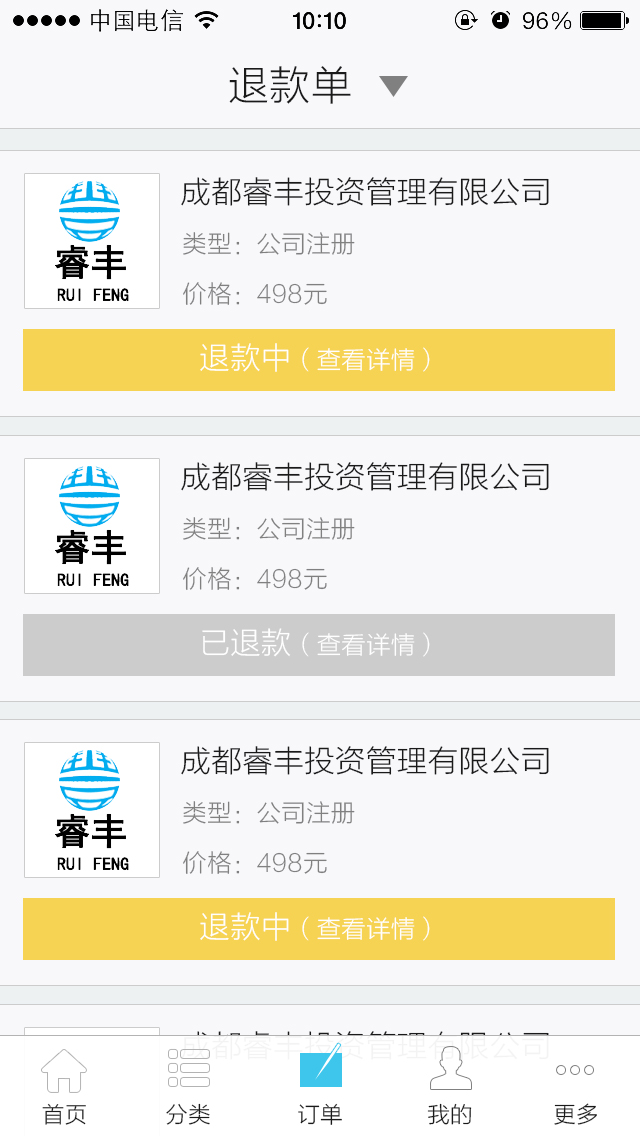 中国电信 10:10 96%
退款单
成都睿丰投资管理有限公司
类型：公司注册
价格：498元
睿丰
RUI FENG
退款中（查看详情）
成都睿丰投资管理有限公司
类型：公司注册
价格：498元
睿丰
RUI FENG
已退款（查看详情）
成都睿丰投资管理有限公司
类型：公司注册
价格：498元
睿丰
RUI FENG
退款中（查看详情）
成都睿丰投资管理有限公司
首页 分类 订单 我的 更多